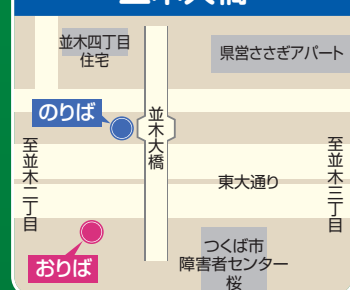 並木大橋
並木四丁目
住宅
県営ささぎアパート
のりば
並木大橋
至並木二丁目
至並木三丁目
東大通り
おりば
つくば市
障害者センター
桜